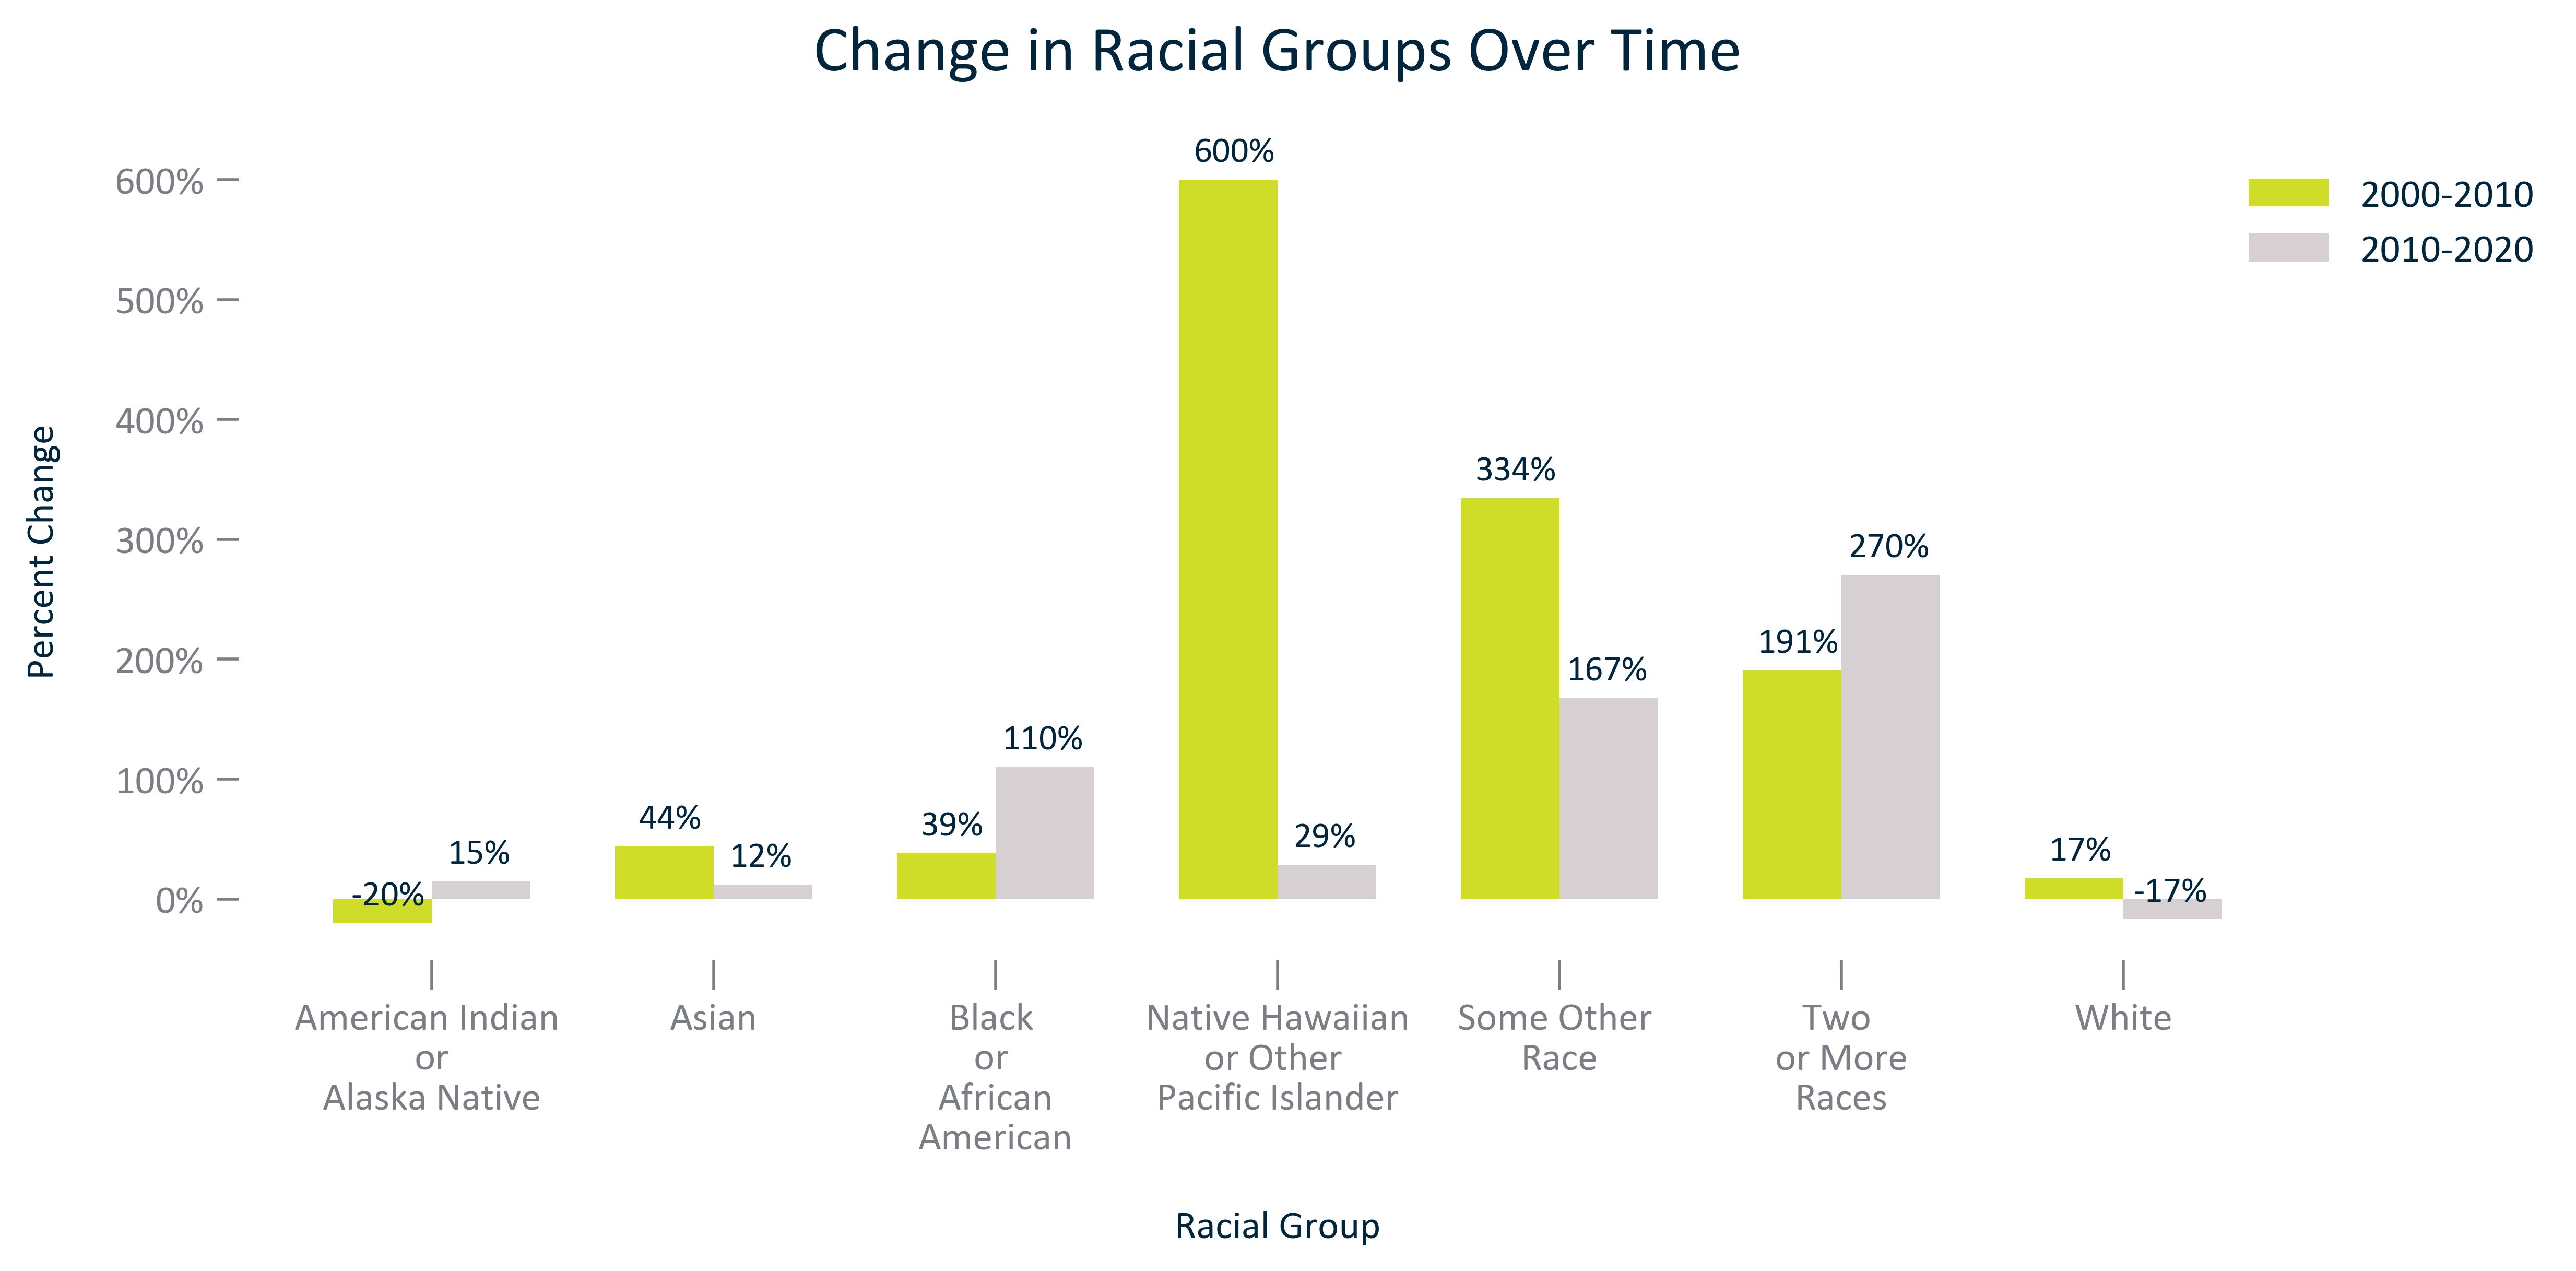 Change in Racial Groups Over Time
600%
500%
400%
300%
200%
100%
0%
Percent Change
-20%
15%
44%
12%
39%
110%
600%
29%
334%
167%
191%
270%
17%
-17%
2000-2010
2010-2020
American Indian
or
Alaska Native
Asian
Black
or
African
American
Native Hawaiian
or Other
Pacific Islander
Some Other
Race
Two
or More
Races
White
Racial Group